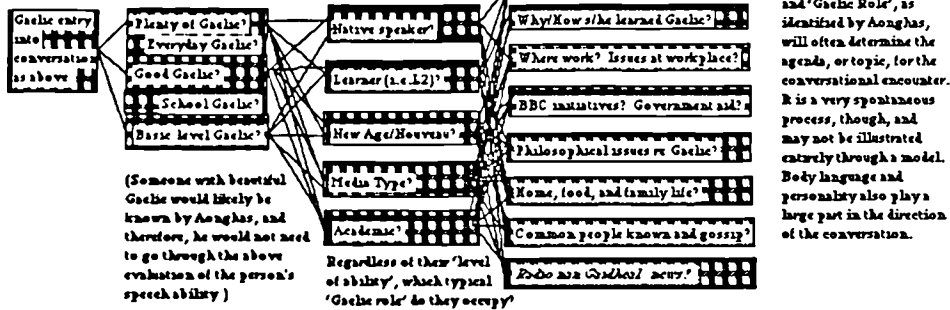 Gaelic entry
into
conversation
as above
Plenty of Gaelic?
Everyday Gaelic?
Good Gaelic?
School Gaelic?
Basic level Gaelic?
(Someone with beautiful
Gaelic would likely be
known by Aonghas, and
therefore, he would not need
to go through the above
evaluation of the person's
speech ability )
Native speaker?
Learner (i.e. L2)?
New Age/Nouveau?
Media Type?
Academic?
Regardless of their 'level
of ability', which typical
'Gaelic role' do they occupy?
Why/How s/he learned Gaelic?
Where work? Issues at workplace?
BBC initiatives? Government aid?
Philosophical issues re Gaelic?
Home, food, and family life?
Common people known and gossip?
Radio nan Gaidheal news?
and 'Gaelic Role', as
identified by Aonghas,
will often determine the
agenda, or topic, for the
conversational encounter.
It is a very spontaneous
process, though, and
may not be illustrated
entirely through a model.
Body language and
personality also play a
large part in the direction
of the conversation.